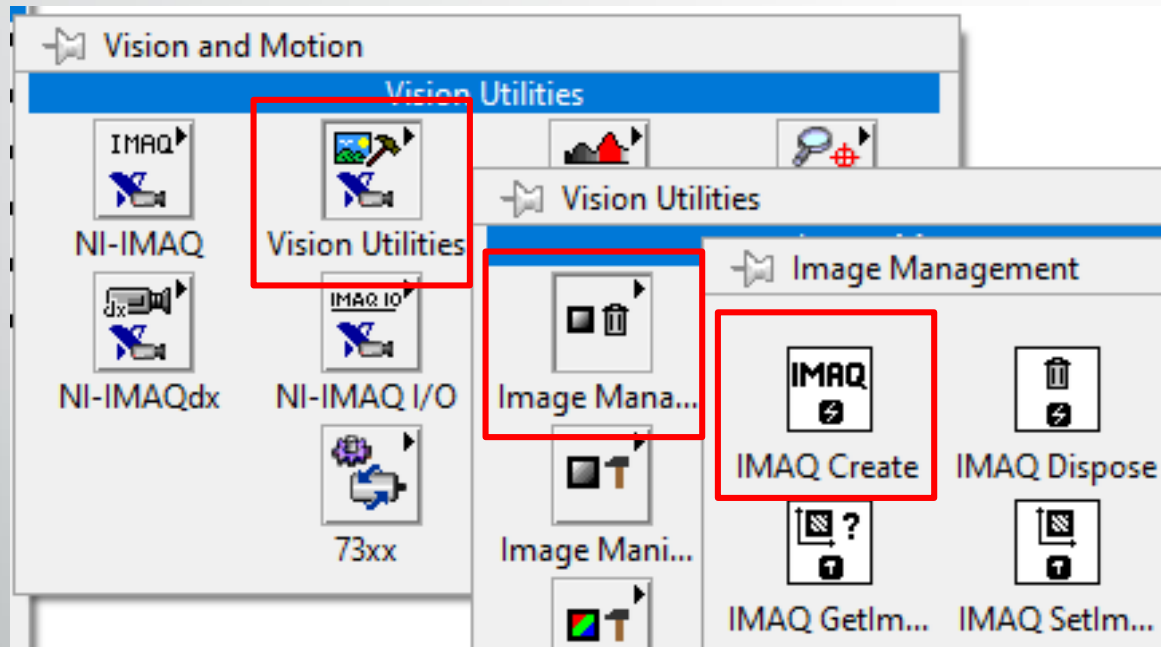 Vision and Motion
Vision Utilities
IMAQ
NI-IMAQ
Vision Utilities
dx
NI-IMAQdx
IMAQ IO
NI-IMAQ I/O
73xx
Vision Utilities
Image Mana...
Image Mani...
Image Management
IMAQ
IMAQ Create
IMAQ Dispose
?
IMAQ GetIm...
IMAQ SetIm...